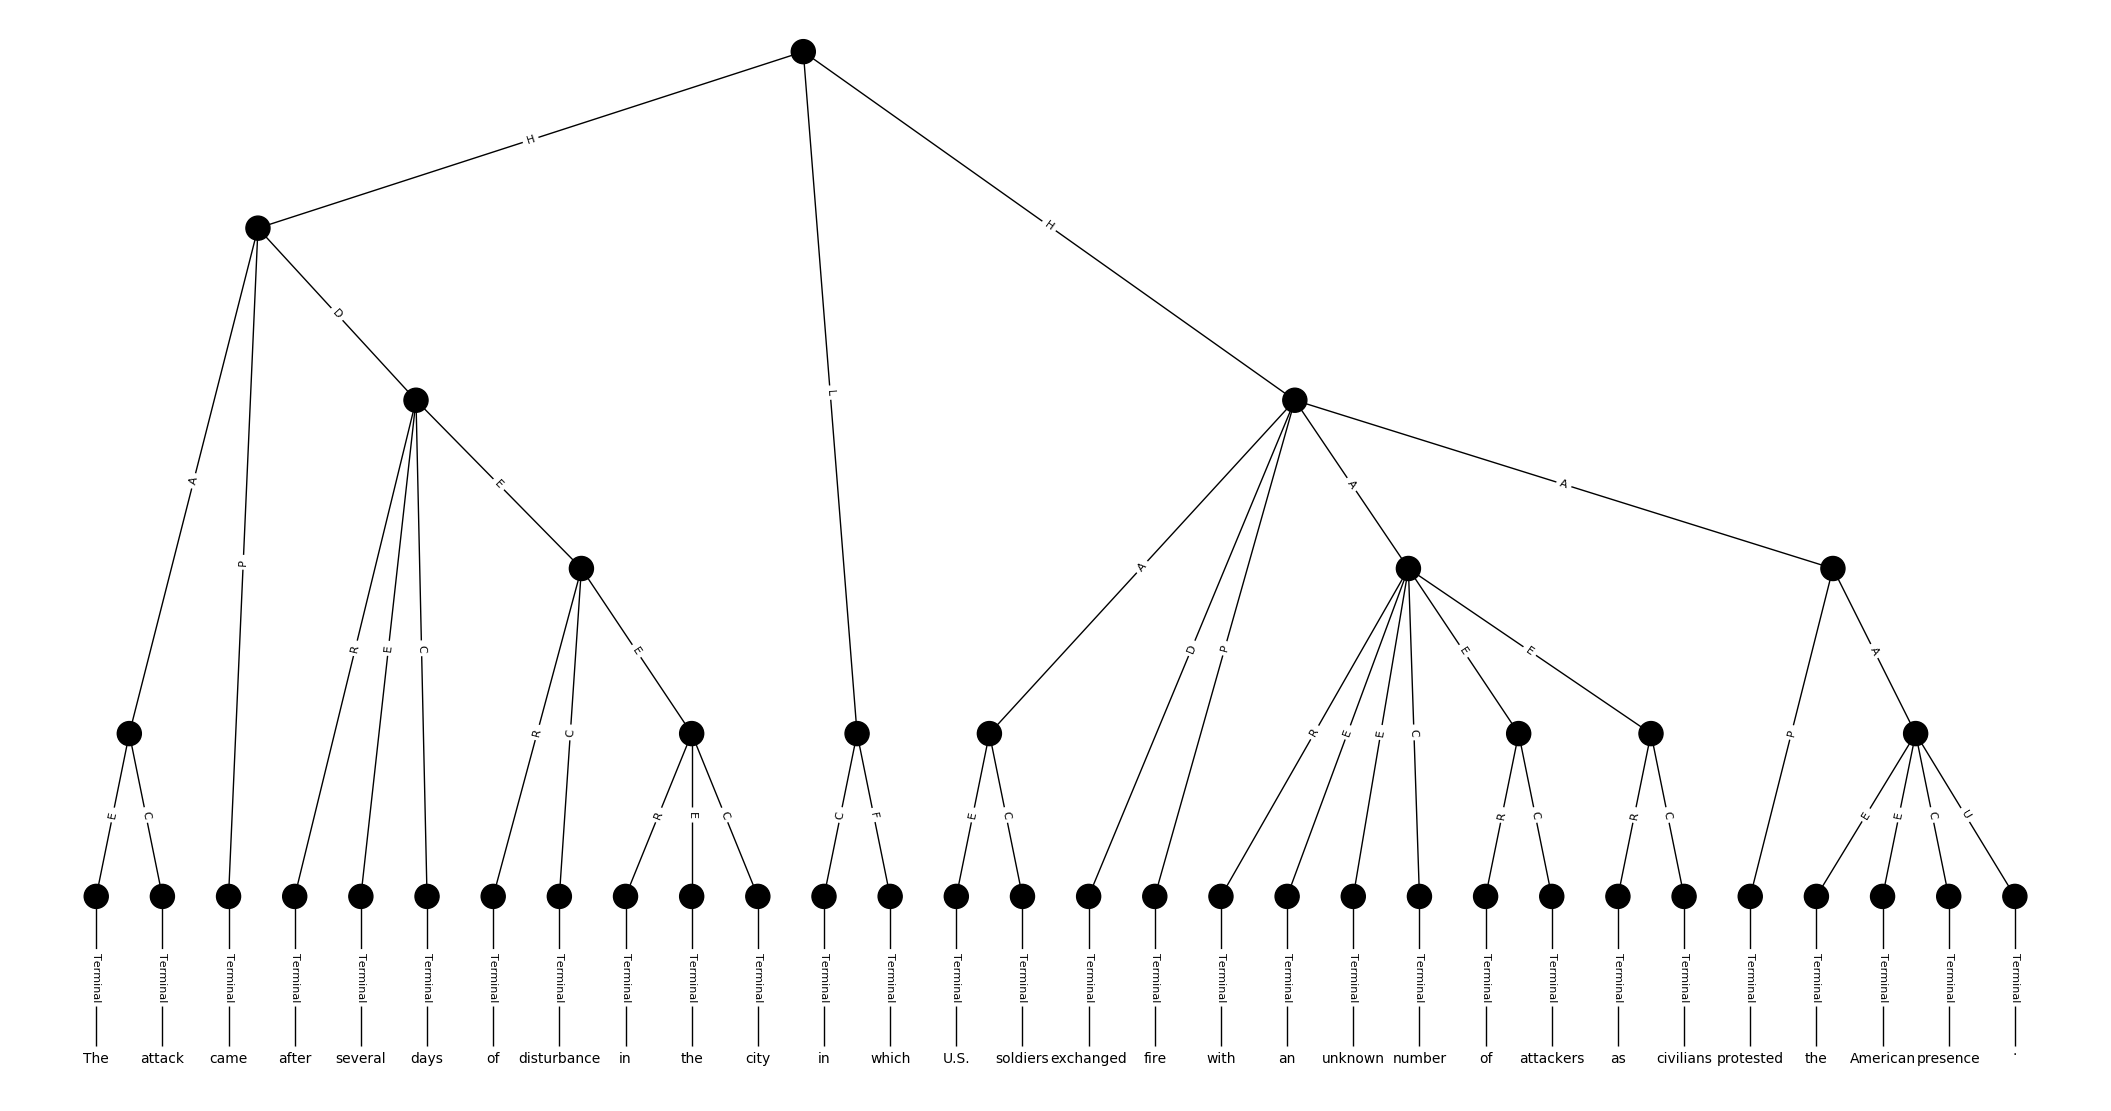 H
H
D
L
A
E
A
A
A
P
A
R
E
C
E
D
P
E
E
A
R
C
R
E
E
C
P
E
C
R
E
C
C
F
E
C
R
C
R
C
E
E
C
U
Terminal Terminal Terminal Terminal Terminal Terminal Terminal Terminal Terminal Terminal Terminal Terminal Terminal Terminal Terminal Terminal Terminal Terminal Terminal Terminal Terminal Terminal Terminal Terminal Terminal Terminal Terminal Terminal Terminal Terminal
The attack came after several days of disturbance in the city in which U.S. soldiers exchanged fire with an unknown number of attackers as civilians protested the American presence .